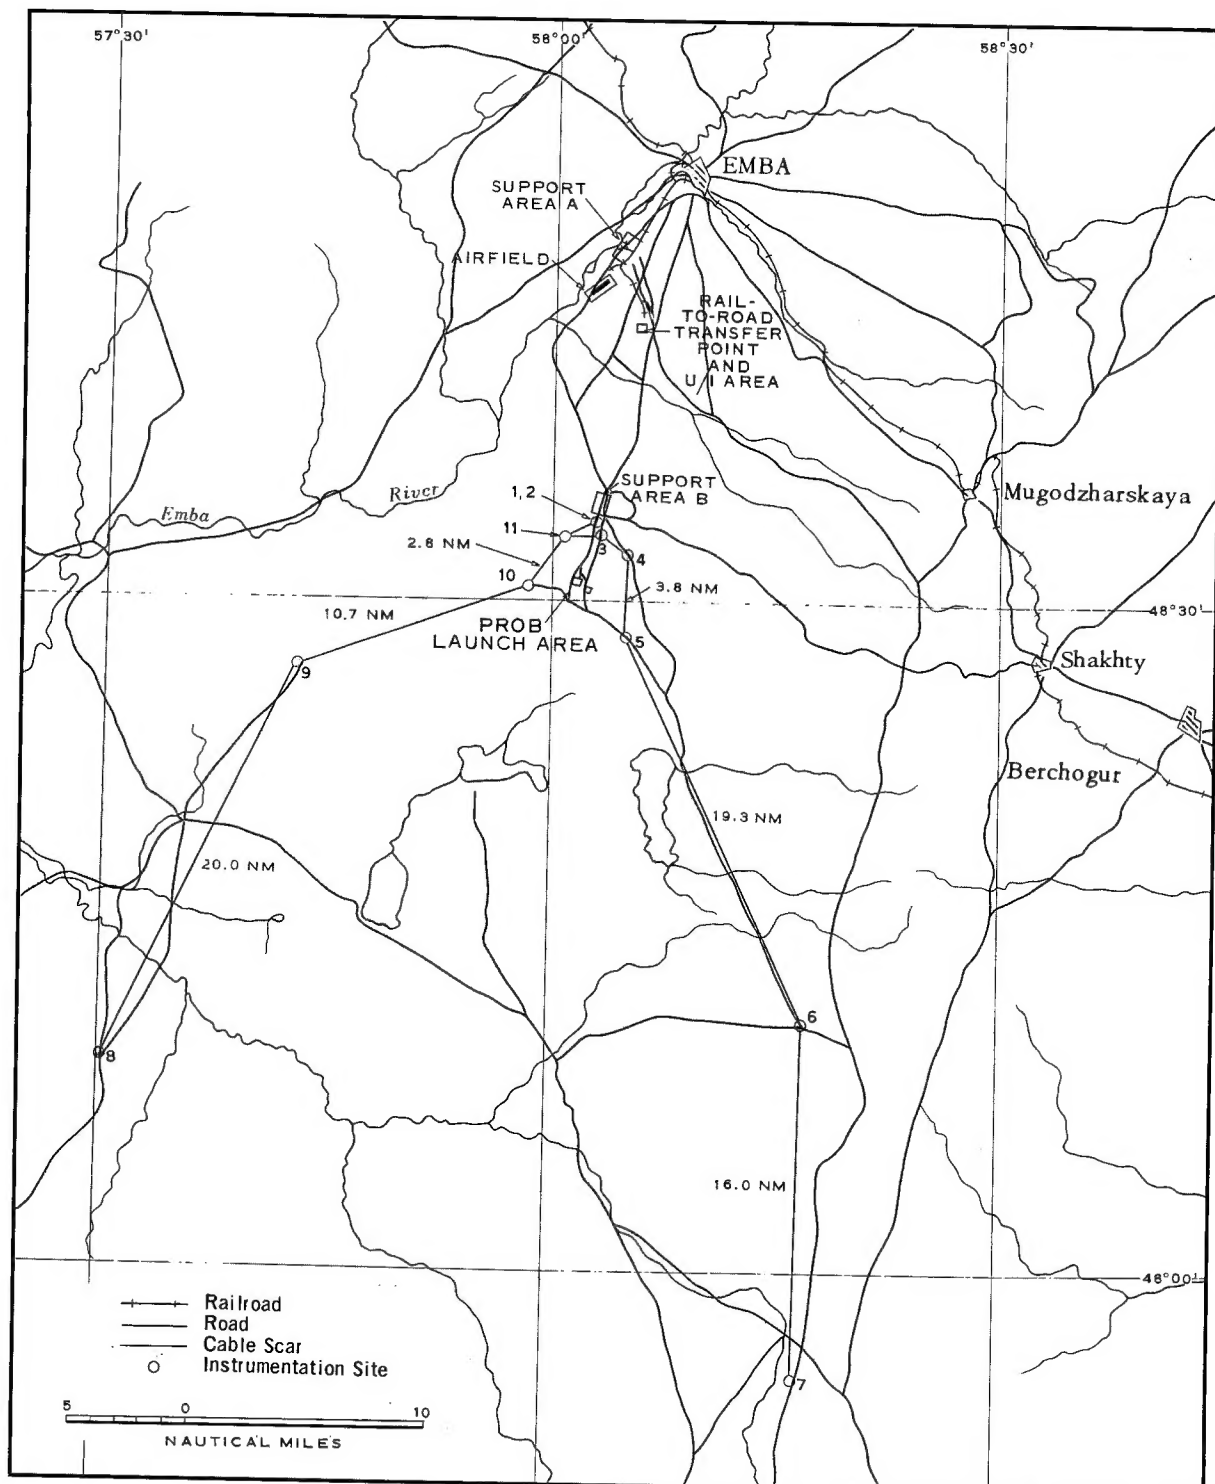 57°30'
58°00'
58°30'
EMBA
SUPPORT
AREA A
AIRFIELD
RAIL-
TO-ROAD
TRANSFER
POINT
AND
U/I AREA
SUPPORT
AREA B
Mugodzharskaya
River
Emba
1, 2
11
3
4
2.8 NM
10
3.8 NM
10.7 NM
48°30'
PROB
LAUNCH AREA
5
9
Shakhty
Berchogur
19.3 NM
20.0 NM
6
8
16.0 NM
48°00'
Railroad
Road
Cable Scar
Instrumentation Site
7
5 0 10
NAUTICAL MILES